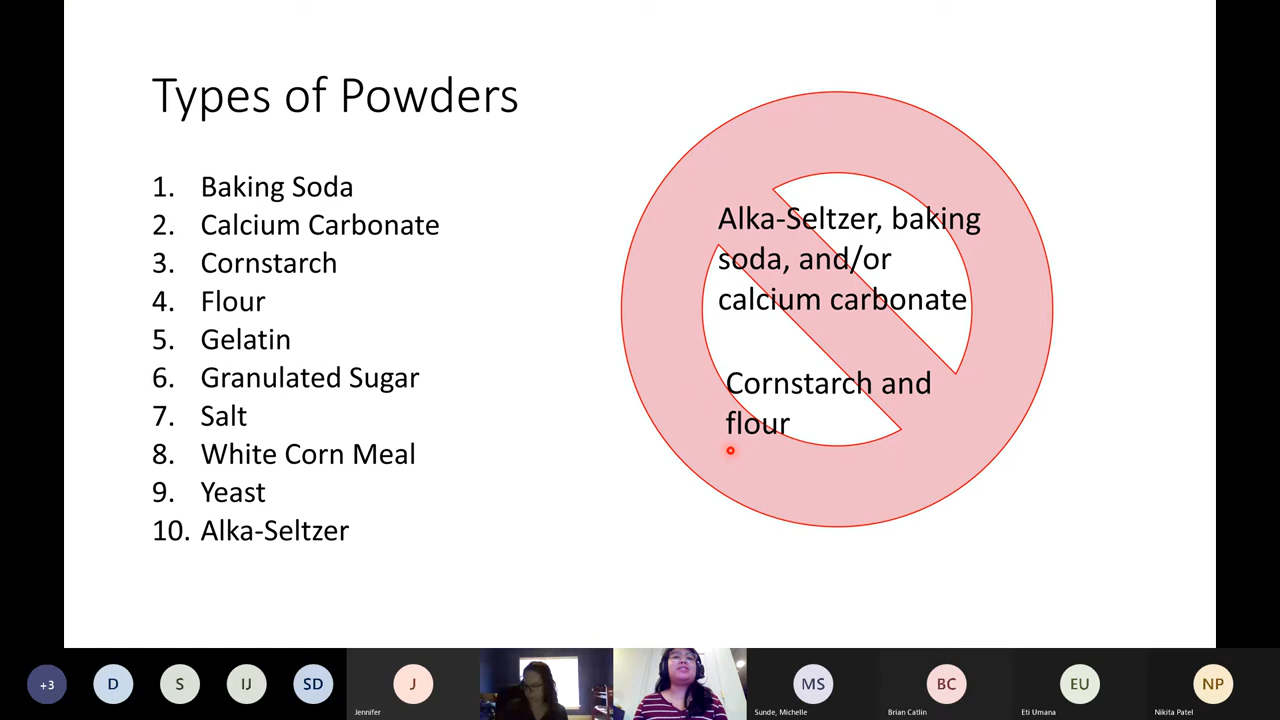 Types of Powders
1. Baking Soda
2. Calcium Carbonate
3. Cornstarch
4. Flour
5. Gelatin
6. Granulated Sugar
7. Salt
8. White Corn Meal
9. Yeast
10. Alka-Seltzer
Alka-Seltzer, baking
soda, and/or
calcium carbonate
Cornstarch and
flour
+3
D
S
IJ
SD
J
Jennifer
MS
Sunde, Michelle
BC
Brian Catlin
EU
Eti Umana
NP
Nikita Patel